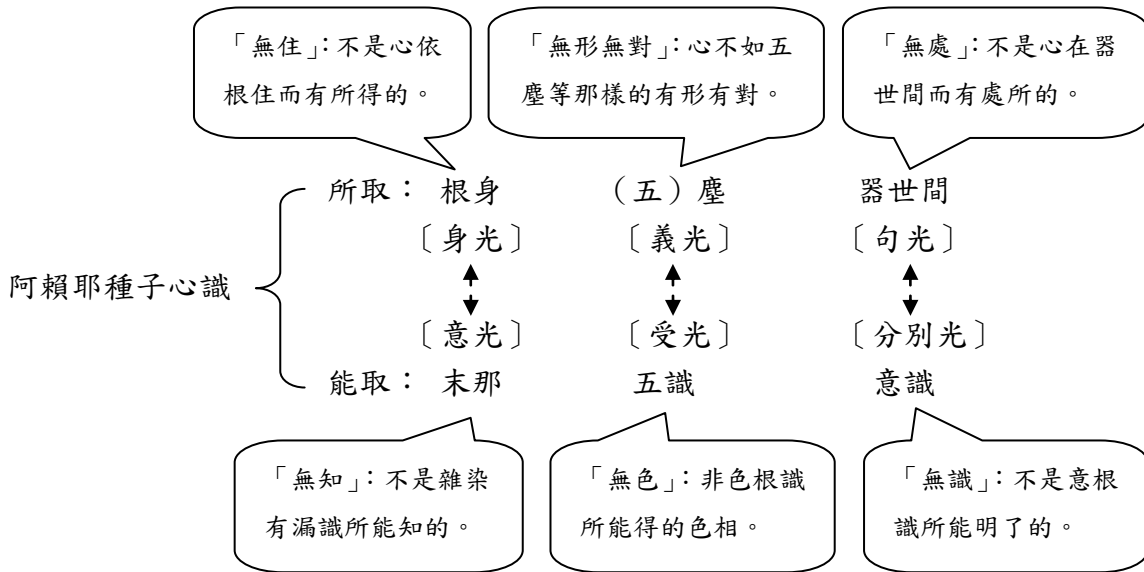 「無住」：不是心依
根住而有所得的。
「無形無對」：心不如五
塵等那樣的有形有對。
「無處」：不是心在器
世間而有處所的。
所取： 根身 （五）塵 器世間
〔身光〕 〔義光〕 〔句光〕
阿賴耶種子心識
〔意光〕 〔受光〕 〔分別光〕
能取： 末那 五識 意識
「無知」：不是雜染
有漏識所能知的。
「無色」：非色根識
所能得的色相。
「無識」：不是意根
識所能明了的。